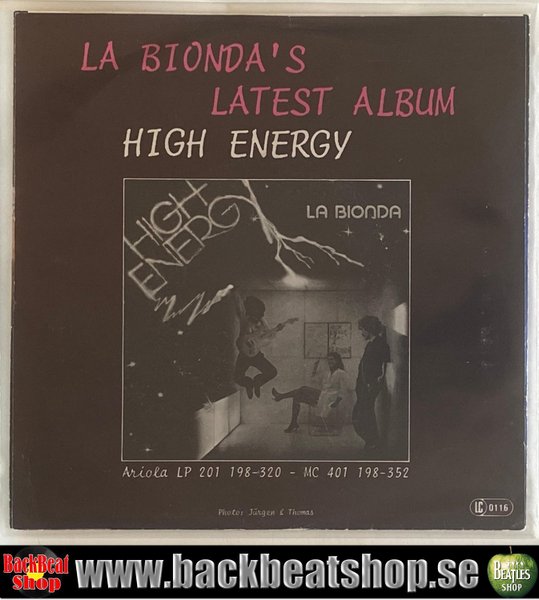 LA BIONDA'S
LATEST ALBUM
HIGH ENERGY
HIGH
ENERGY
LA BIONDA
Ariola LP 201 198-320 - MC 401 198-352
LC 0116
Photo: Jürgen & Thomas
BackBeat
Shop
www.backbeatshop.se
BEATLES
SHOP